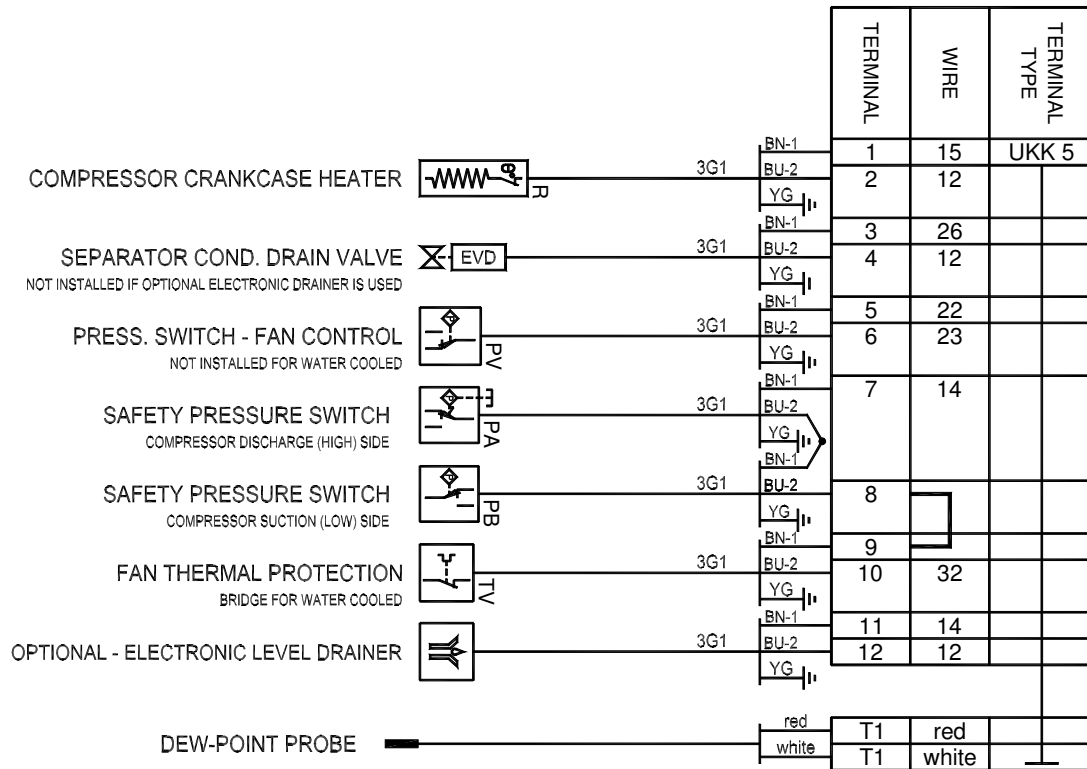 TERMINAL
WIRE
TERMINAL TYPE
BN-1
1
15
UKK 5
COMPRESSOR CRANKCASE HEATER
R
3G1
BU-2
2
12
YG
BN-1
3
26
SEPARATOR COND. DRAIN VALVE
EVD
3G1
BU-2
4
12
NOT INSTALLED IF OPTIONAL ELECTRONIC DRAINER IS USED
YG
BN-1
5
22
PRESS. SWITCH - FAN CONTROL
PV
3G1
BU-2
6
23
NOT INSTALLED FOR WATER COOLED
YG
BN-1
7
14
SAFETY PRESSURE SWITCH
PA
3G1
BU-2
COMPRESSOR DISCHARGE (HIGH) SIDE
YG
BN-1
SAFETY PRESSURE SWITCH
PB
3G1
BU-2
8
COMPRESSOR SUCTION (LOW) SIDE
YG
BN-1
9
FAN THERMAL PROTECTION
TV
3G1
BU-2
10
32
BRIDGE FOR WATER COOLED
YG
BN-1
11
14
OPTIONAL - ELECTRONIC LEVEL DRAINER
3G1
BU-2
12
12
YG
red
T1
red
DEW-POINT PROBE
white
T1
white